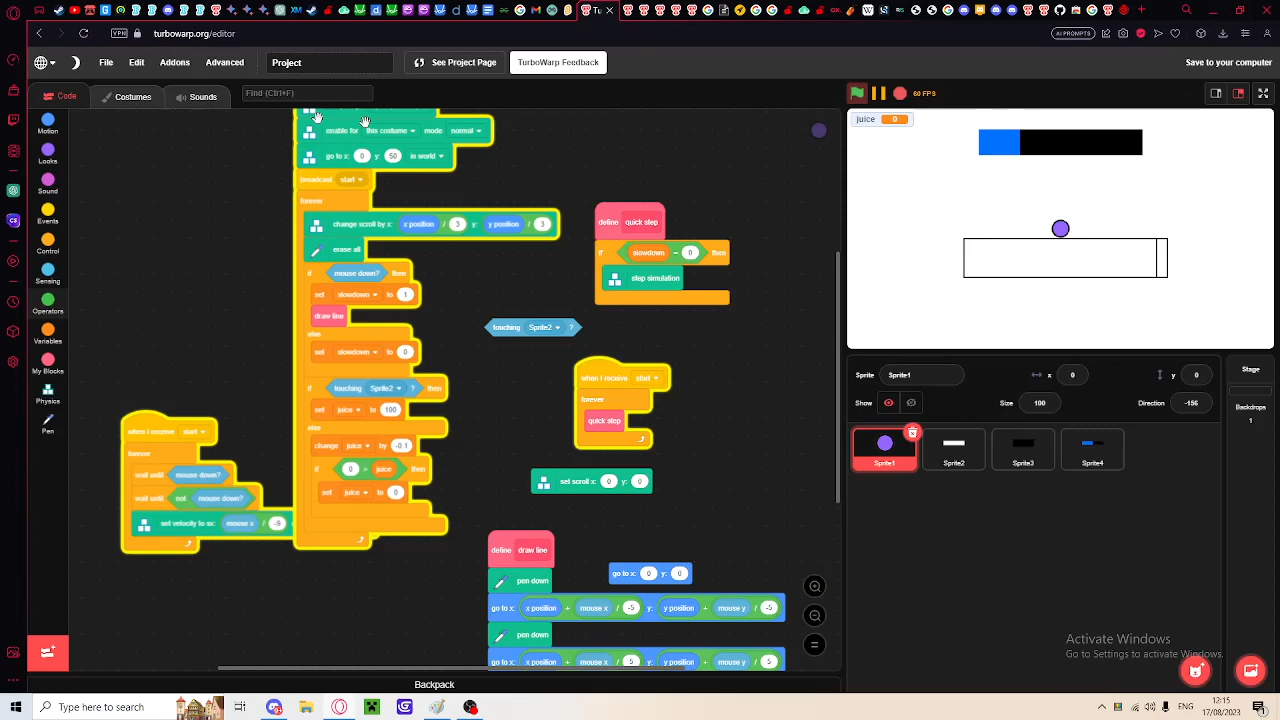 VPN
turbowarp.org/editor
AI PROMPTS
File Edit Addons Advanced
Project
See Project Page
TurboWarp Feedback
Save to your computer
Code
Costumes
Sounds
Find (Ctrl+F)
60 FPS
Motion
Looks
Sound
Events
Control
Sensing
Operators
Variables
My Blocks
Physics
Pen
enable for this costume mode normal
go to x: 0 y: 50 in world
broadcast start
forever
change scroll by x: x position / 3 y: y position / 3
erase all
if mouse down? then
set slowdown to 1
draw line
else
set slowdown to 0
if touching Sprite2 ? then
set juice to 100
else
change juice by -0.1
if 0 > juice then
set juice to 0
when I receive start
forever
wait until mouse down?
wait until not mouse down?
set velocity to sx: mouse x / -9
define quick step
if slowdown = 0 then
step simulation
touching Sprite2 ?
when I receive start
forever
quick step
set scroll x: 0 y: 0
define draw line
pen down
go to x: 0 y: 0
go to x: x position + mouse x / -5 y: y position + mouse y / -5
pen down
go to x: x position + mouse x / 5 y: y position + mouse y / 5
juice 0
Sprite Sprite1 x 0 y 0
Show Size 100 Direction -156
Sprite1
Sprite2
Sprite3
Sprite4
Stage
Backdrops
1
Activate Windows
Go to Settings to activate Windows.
Backpack
Type here to search
ENG
12:15
17/09/2023